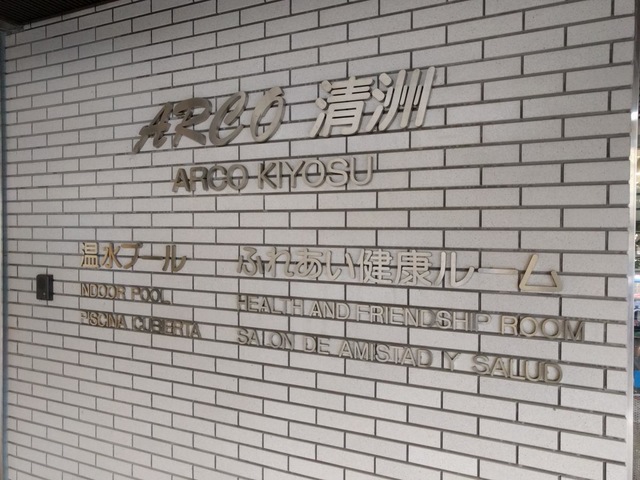 ARCO 清洲
ARCO KIYOSU
温水プール
INDOOR POOL
PISCINA CUBIERTA
ふれあい健康ルーム
HEALTH AND FRIENDSHIP ROOM
SALON DE AMISTAD Y SALUD